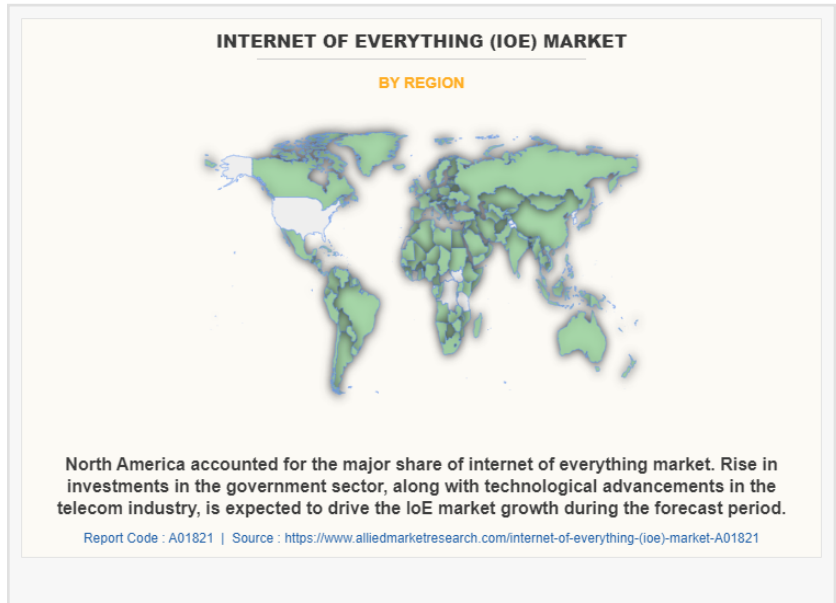 INTERNET OF EVERYTHING (IOE) MARKET
BY REGION
North America accounted for the major share of internet of everything market. Rise in
investments in the government sector, along with technological advancements in the
telecom industry, is expected to drive the IoE market growth during the forecast period.
Report Code : A01821 | Source : https://www.alliedmarketresearch.com/internet-of-everything-(ioe)-market-A01821